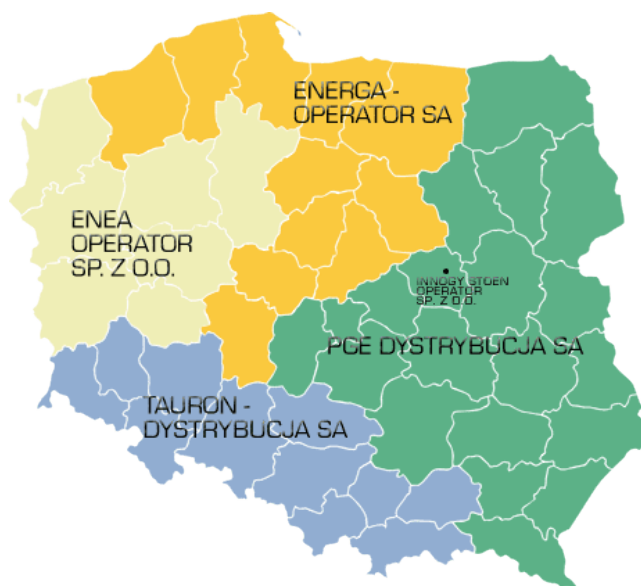 ENERGA -
OPERATOR SA
ENEA
OPERATOR
SP. Z O.O.
INNOGY STOEN
OPERATOR
SP. Z O.O.
PGE DYSTRYBUCJA SA
TAURON -
DYSTRYBUCJA SA